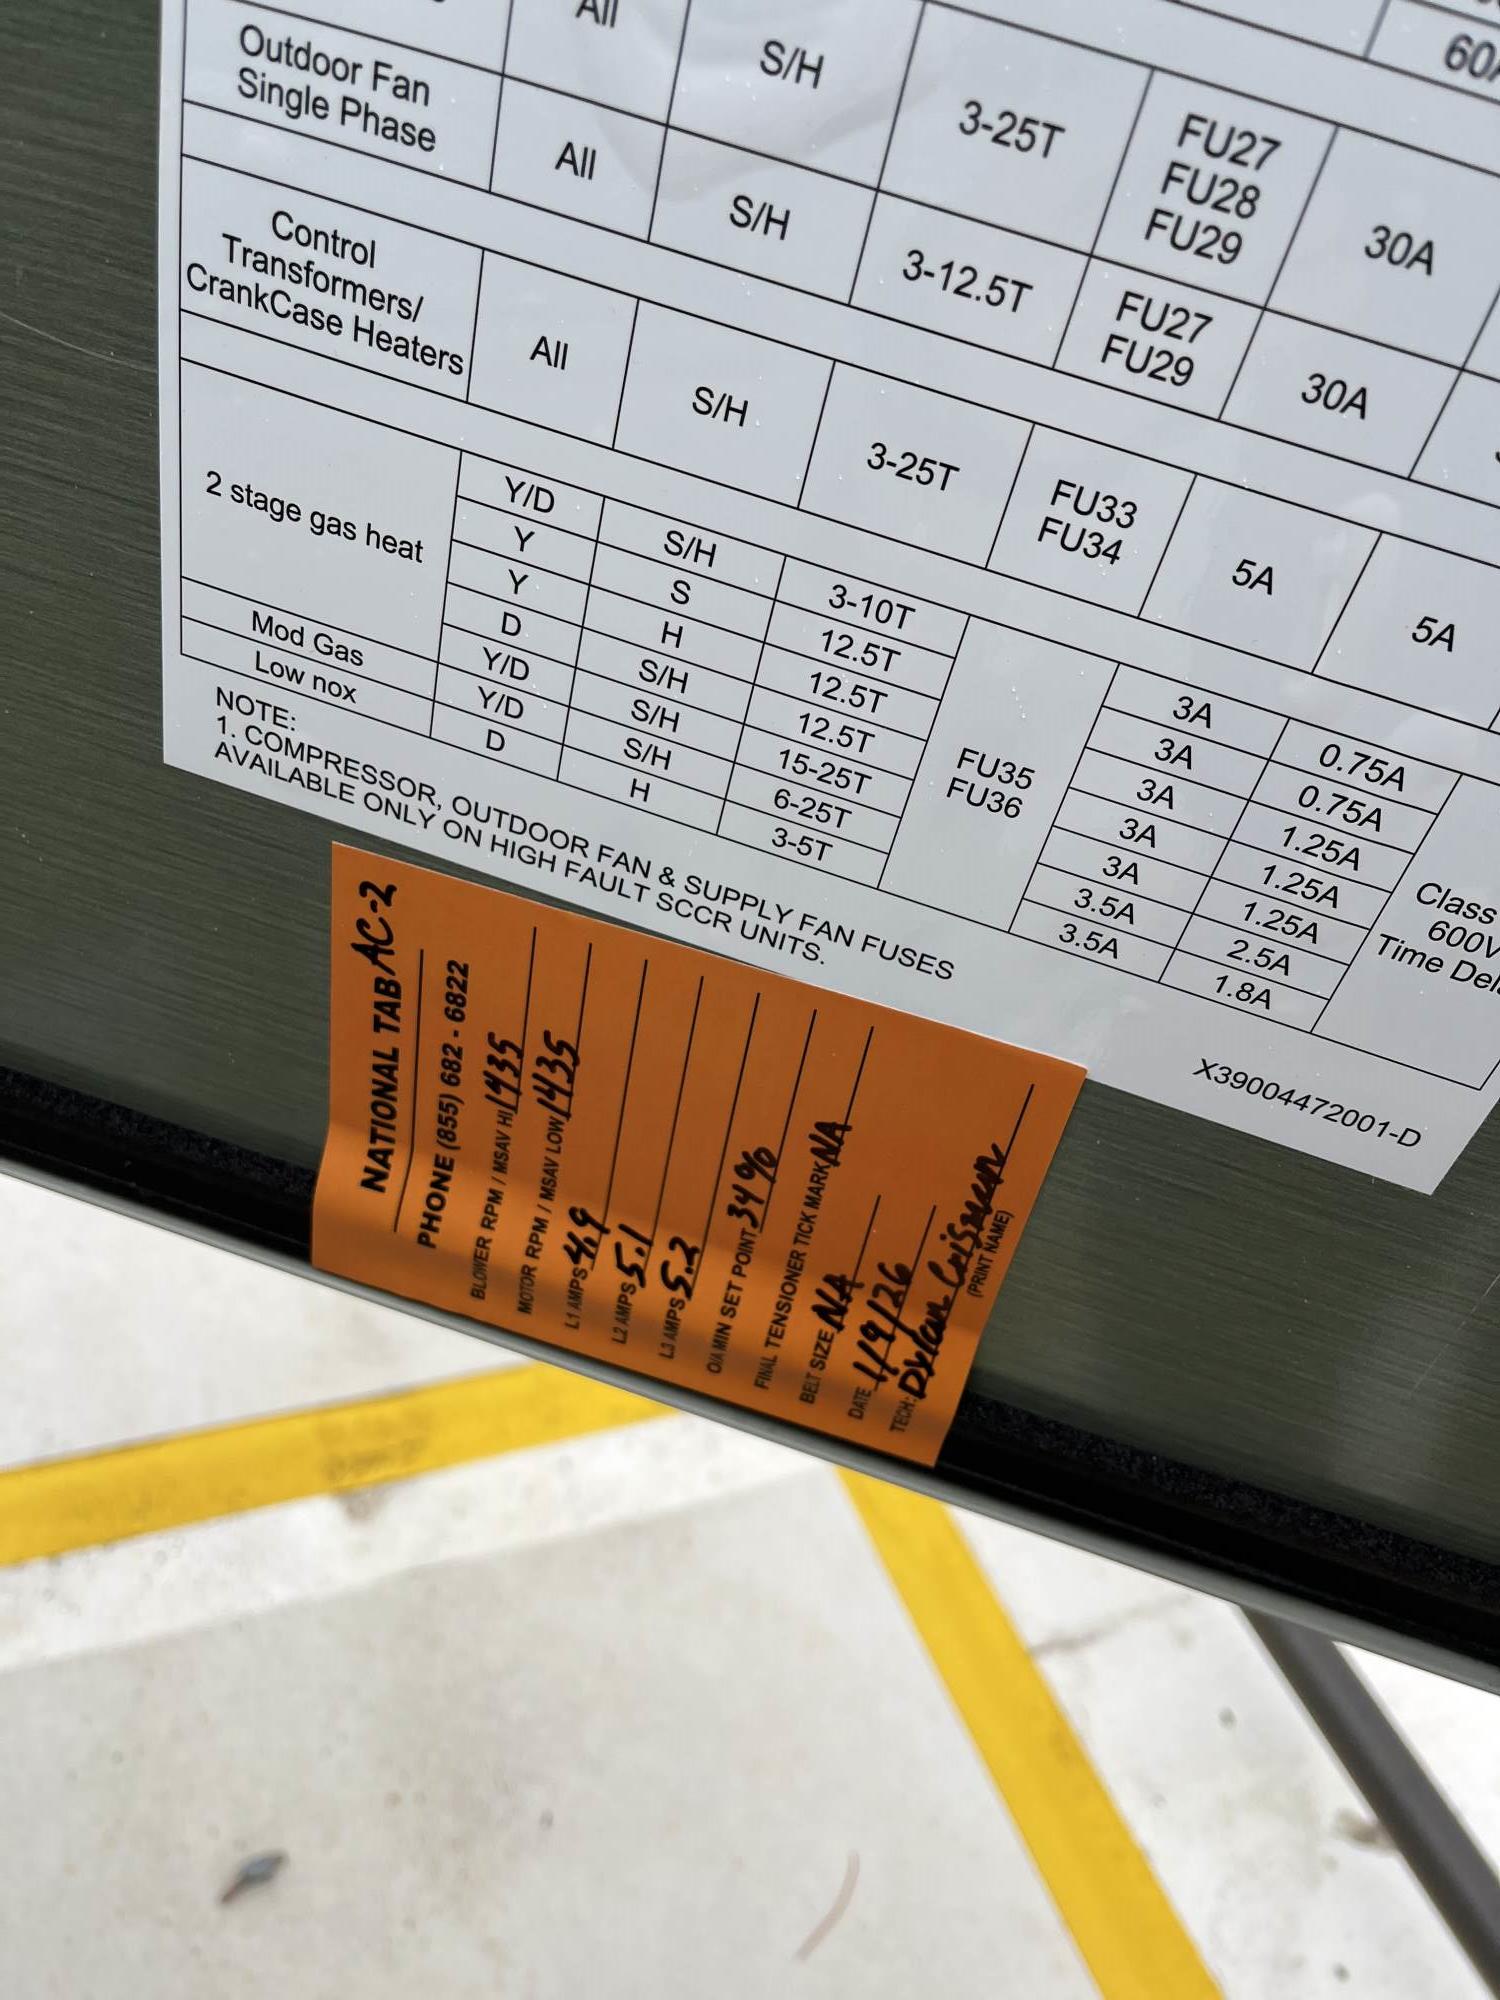 All
60A
Outdoor Fan
Single Phase
All
S/H
3-25T
FU27
FU28
FU29
30A
S/H
3-12.5T
FU27
FU29
30A
Control
Transformers/
CrankCase Heaters
All
S/H
3-25T
FU33
FU34
5A
5A
2 stage gas heat
Y/D
S/H
3-10T
3A
0.75A
Y
S
12.5T
3A
0.75A
Y
H
12.5T
3A
1.25A
D
S/H
12.5T
3A
1.25A
Y/D
S/H
15-25T
3A
1.25A
Mod Gas
Y/D
S/H
6-25T
3.5A
2.5A
Low nox
D
H
3-5T
3.5A
1.8A
FU35
FU36
Class
600V
Time Del
NOTE:
1. COMPRESSOR, OUTDOOR FAN & SUPPLY FAN FUSES
AVAILABLE ONLY ON HIGH FAULT SCCR UNITS.
X39004472001-D
NATIONAL TAB AC-2
PHONE (855) 682 - 6822
BLOWER RPM / MSAV HI 1435
MOTOR RPM / MSAV LOW 1435
L1 AMPS 4.9
L2 AMPS 5.1
L3 AMPS 5.2
O/A MIN SET POINT 34%
FINAL TENSIONER TICK MARK NA
BELT SIZE NA
DATE 1/9/26
TECH: Dylan
(PRINT NAME)